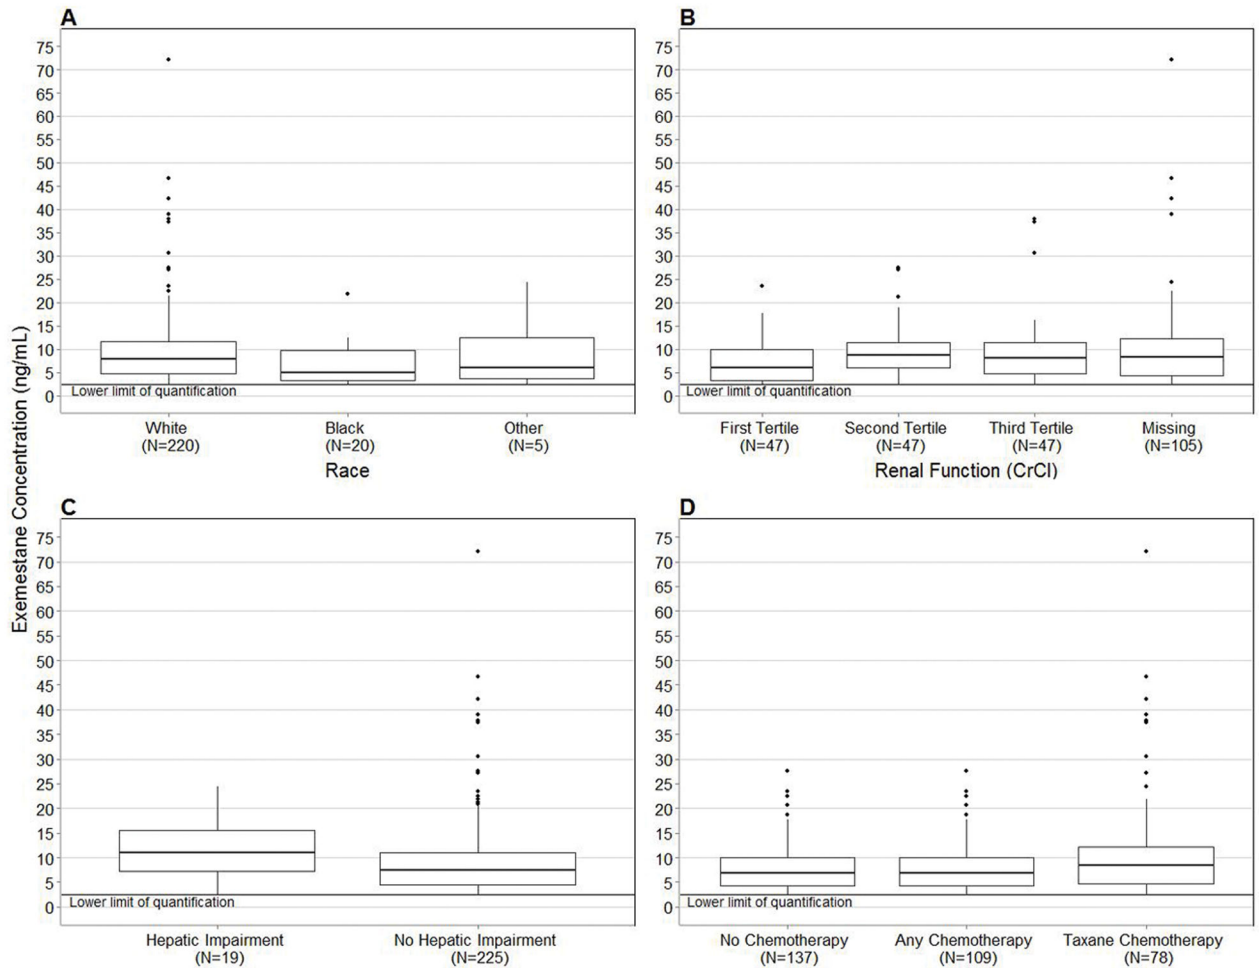 A
B
Exemestane Concentration (ng/mL)
75
70
65
60
55
50
45
40
35
30
25
20
15
10
5
0
Lower limit of quantification
White
(N=220)
Black
(N=20)
Other
(N=5)
Race
75
70
65
60
55
50
45
40
35
30
25
20
15
10
5
0
Lower limit of quantification
First Tertile
(N=47)
Second Tertile
(N=47)
Third Tertile
(N=47)
Missing
(N=105)
Renal Function (CrCl)
C
D
75
70
65
60
55
50
45
40
35
30
25
20
15
10
5
0
Lower limit of quantification
Hepatic Impairment
(N=19)
No Hepatic Impairment
(N=225)
75
70
65
60
55
50
45
40
35
30
25
20
15
10
5
0
Lower limit of quantification
No Chemotherapy
(N=137)
Any Chemotherapy
(N=109)
Taxane Chemotherapy
(N=78)